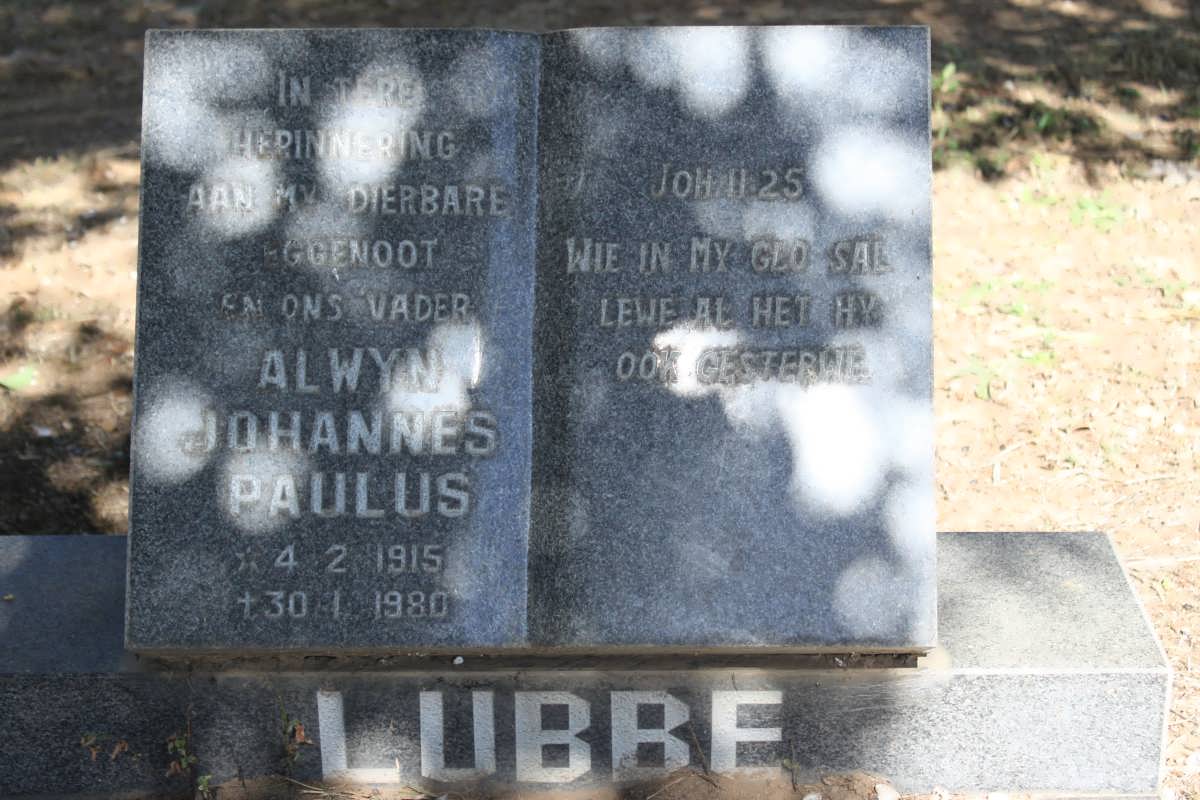 IN TERE
HERINNERING
AAN MY DIERBARE
EGGENOOT
EN ONS VADER
ALWYN
JOHANNES
PAULUS
* 4 2 1915
† 30 1 1980
JOH. 11:25
WIE IN MY GLO SAL
LEWE AL HET HY
OOK GESTERWE.
LUBBE